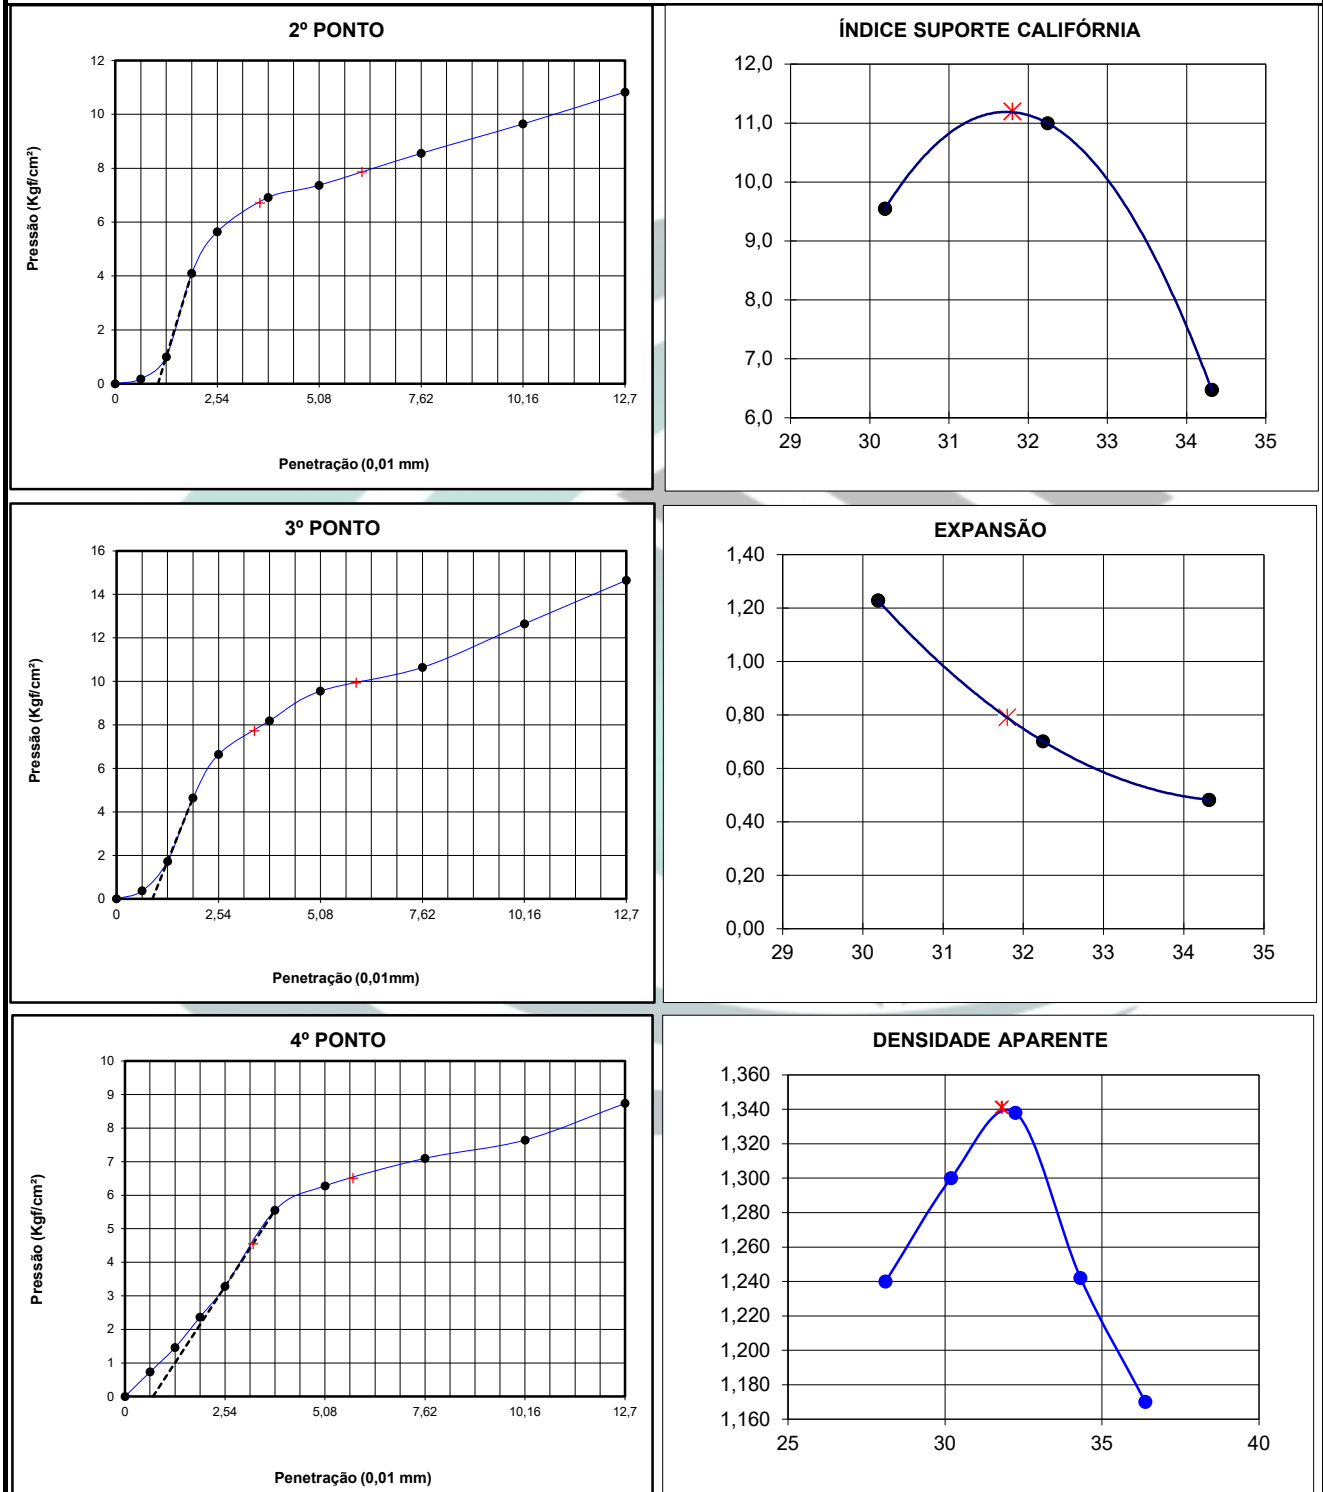 2º PONTO
12
10
8
6
4
2
0
0 2,54 5,08 7,62 10,16 12,7
Pressão (Kgf/cm²)
Penetração (0,01 mm)
ÍNDICE SUPORTE CALIFÓRNIA
12,0
11,0
10,0
9,0
8,0
7,0
6,0
29 30 31 32 33 34 35
3º PONTO
16
14
12
10
8
6
4
2
0
0 2,54 5,08 7,62 10,16 12,7
Pressão (Kgf/cm²)
Penetração (0,01mm)
EXPANSÃO
1,40
1,20
1,00
0,80
0,60
0,40
0,20
0,00
29 30 31 32 33 34 35
4º PONTO
10
9
8
7
6
5
4
3
2
1
0
0 2,54 5,08 7,62 10,16 12,7
Pressão (Kgf/cm²)
Penetração (0,01 mm)
DENSIDADE APARENTE
1,360
1,340
1,320
1,300
1,280
1,260
1,240
1,220
1,200
1,180
1,160
25 30 35 40